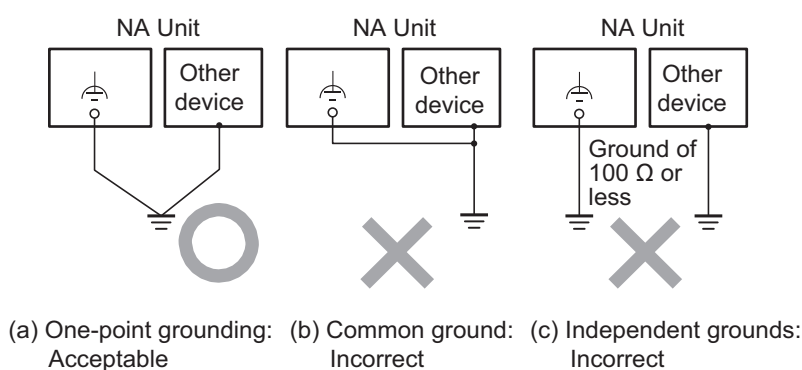 NA Unit
Other
device
NA Unit
Other
device
NA Unit
Other
device
Ground of
100 Ω or
less
(a) One-point grounding:
Acceptable
(b) Common ground:
Incorrect
(c) Independent grounds:
Incorrect